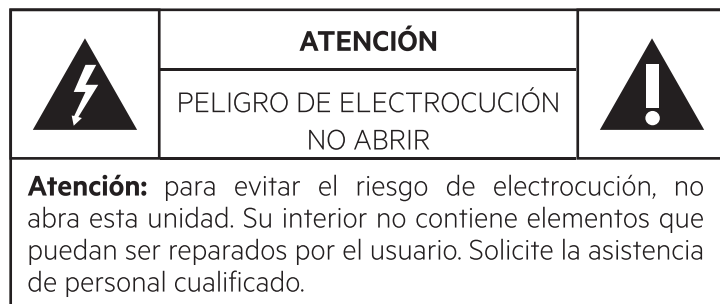 ATENCIÓN
PELIGRO DE ELECTROCUCIÓN
NO ABRIR
Atención: para evitar el riesgo de electrocución, no
abra esta unidad. Su interior no contiene elementos que
puedan ser reparados por el usuario. Solicite la asistencia
de personal cualificado.